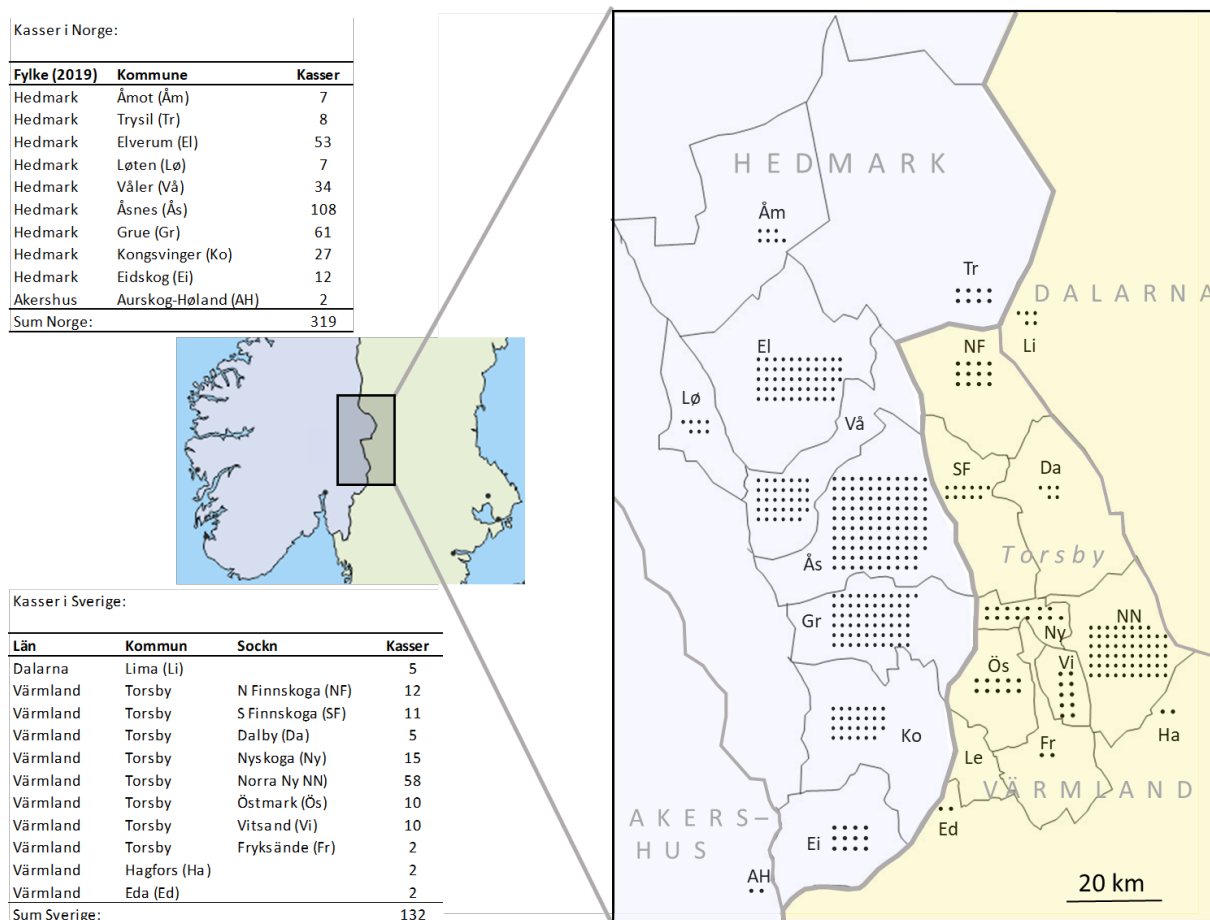 Kasser i Norge:
Fylke (2019) Kommune Kasser
Hedmark Åmot (Åm) 7
Hedmark Trysil (Tr) 8
Hedmark Elverum (El) 53
Hedmark Løten (Lø) 7
Hedmark Våler (Vå) 34
Hedmark Åsnes (Ås) 108
Hedmark Grue (Gr) 61
Hedmark Kongsvinger (Ko) 27
Hedmark Eidskog (Ei) 12
Akershus Aurskog-Høland (AH) 2
Sum Norge: 319
Kasser i Sverige:
Län Kommun Sockn Kasser
Dalarna Lima (Li) 5
Värmland Torsby N Finnskoga (NF) 12
Värmland Torsby S Finnskoga (SF) 11
Värmland Torsby Dalby (Da) 5
Värmland Torsby Nyskoga (Ny) 15
Värmland Torsby Norra Ny NN) 58
Värmland Torsby Östmark (Ös) 10
Värmland Torsby Vitsand (Vi) 10
Värmland Torsby Fryksände (Fr) 2
Värmland Hagfors (Ha) 2
Värmland Eda (Ed) 2
Sum Sverige: 132
HEDMARK
Åm
Tr
DALARNA
Li
NF
El
Lø
Vå
SF
Da
Torsby
Ås
Gr
Ny
NN
Ös
Vi
Ko
Ha
Fr
Le
VÄRMLAND
AKERS–
HUS
Ed
Ei
AH
20 km